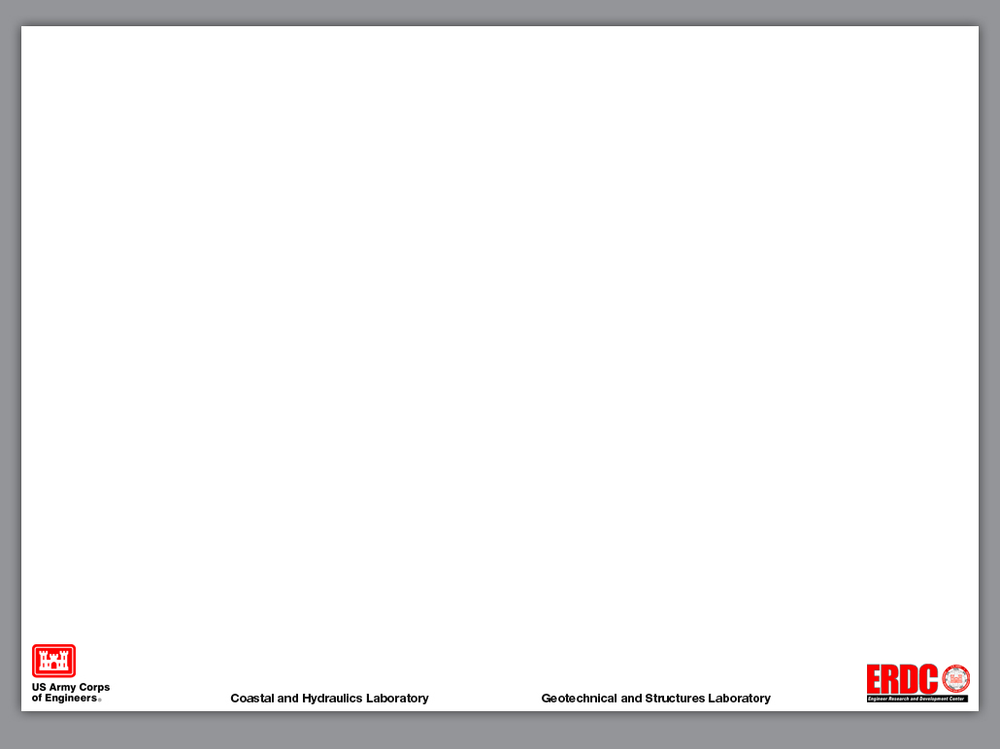 US Army Corps
of Engineers®
Coastal and Hydraulics Laboratory
Geotechnical and Structures Laboratory
ERDC
Engineer Research and Development Center